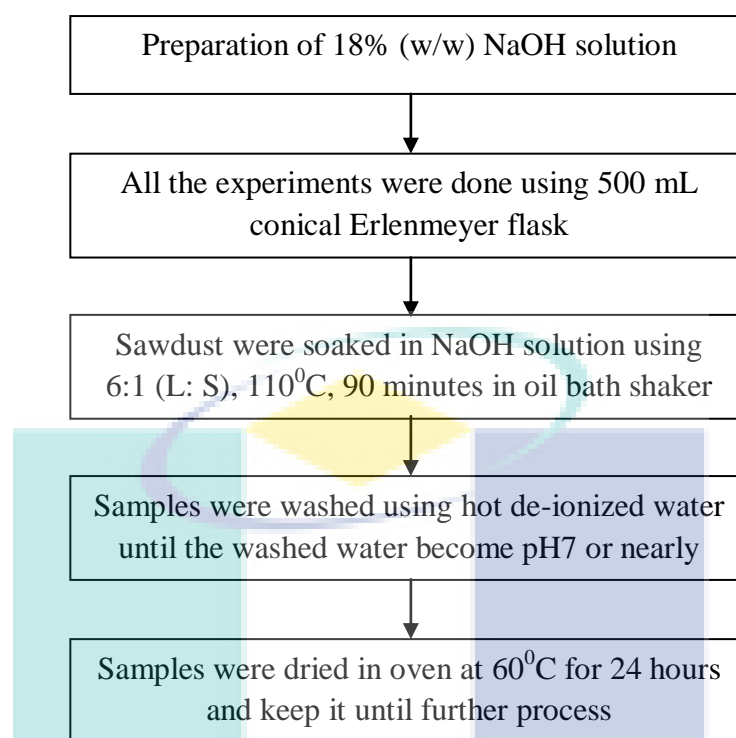 Preparation of 18% (w/w) NaOH solution
All the experiments were done using 500 mL
conical Erlenmeyer flask
Sawdust were soaked in NaOH solution using
6:1 (L: S), 110⁰C, 90 minutes in oil bath shaker
Samples were washed using hot de-ionized water
until the washed water become pH7 or nearly
Samples were dried in oven at 60⁰C for 24 hours
and keep it until further process